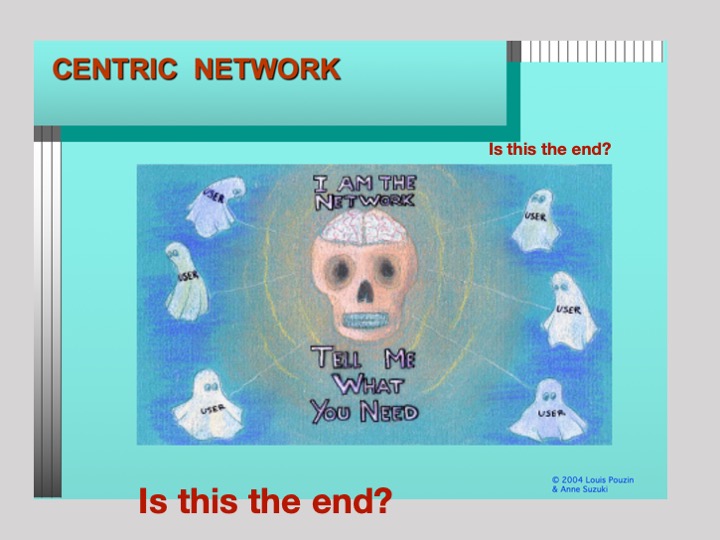 CENTRIC NETWORK
Is this the end?
I AM THE
NETWORK
USER
USER
USER
USER
USER
USER
TELL ME
WHAT
YOU NEED
© 2004 Louis Pouzin
& Anne Suzuki
Is this the end?